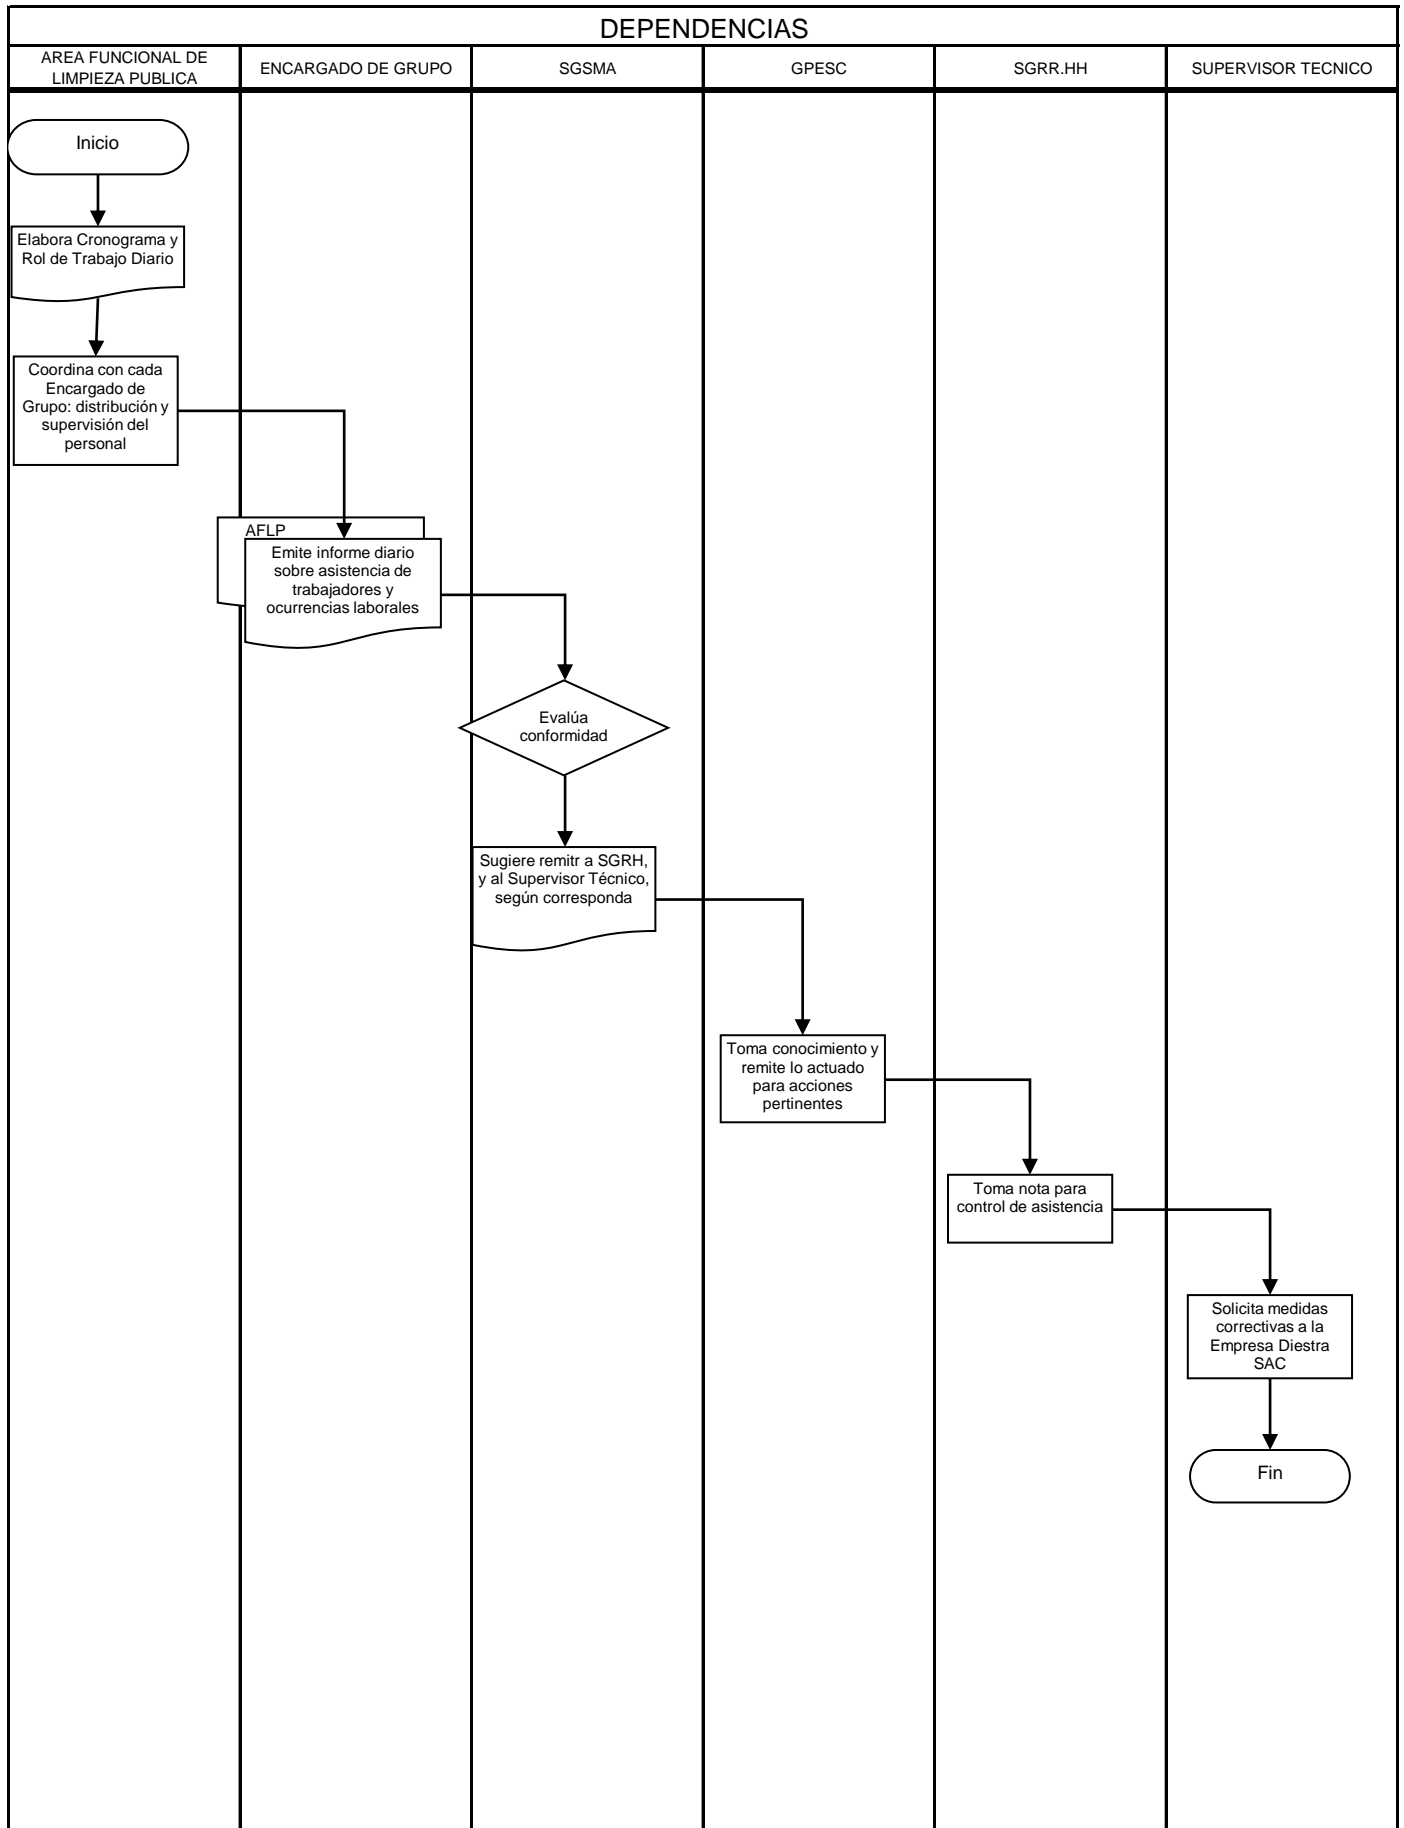 DEPENDENCIAS
AREA FUNCIONAL DE
LIMPIEZA PUBLICA
ENCARGADO DE GRUPO
SGSMA
GPESC
SGRR.HH
SUPERVISOR TECNICO
Inicio
Elabora Cronograma y
Rol de Trabajo Diario
Coordina con cada
Encargado de
Grupo: distribución y
supervisión del
personal
AFLP
Emite informe diario
sobre asistencia de
trabajadores y
ocurrencias laborales
Evalúa
conformidad
Sugiere remitr a SGRH,
y al Supervisor Técnico,
según corresponda
Toma conocimiento y
remite lo actuado
para acciones
pertinentes
Toma nota para
control de asistencia
Solicita medidas
correctivas a la
Empresa Diestra
SAC
Fin